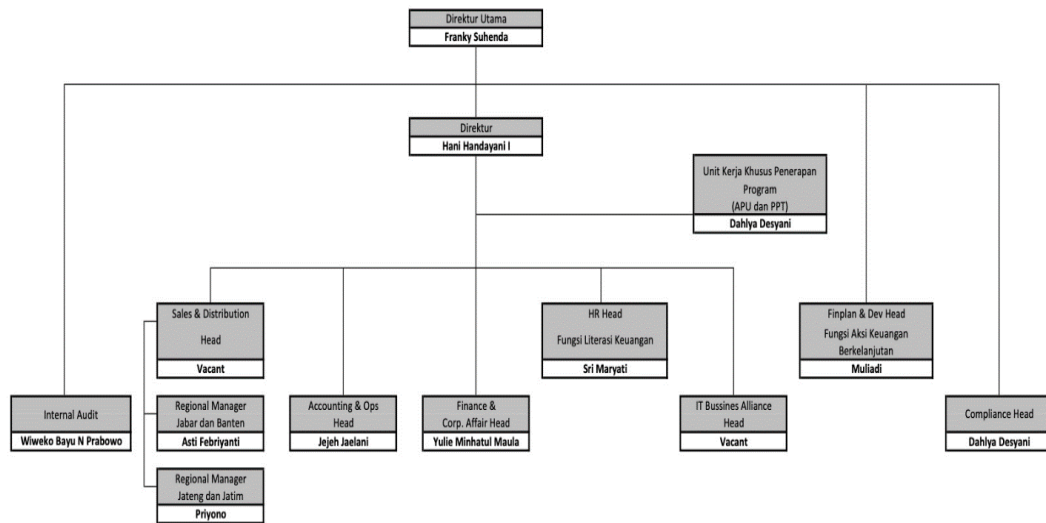 Direktur Utama
Franky Suhenda
Direktur
Hani Handayani I
Unit Kerja Khusus Penerapan
Program
(APU dan PPT)
Dahlya Desyani
Sales & Distribution
Head
Vacant
HR Head
Fungsi Literasi Keuangan
Sri Maryati
Finplan & Dev Head
Fungsi Aksi Keuangan
Berkelanjutan
Muliadi
Internal Audit
Wiweko Bayu N Prabowo
Regional Manager
Jabar dan Banten
Asti Febriyanti
Accounting & Ops
Head
Jejeh Jaelani
Finance &
Corp. Affair Head
Yulie Minhatul Maula
IT Bussines Alliance
Head
Vacant
Compliance Head
Dahlya Desyani
Regional Manager
Jateng dan Jatim
Priyono